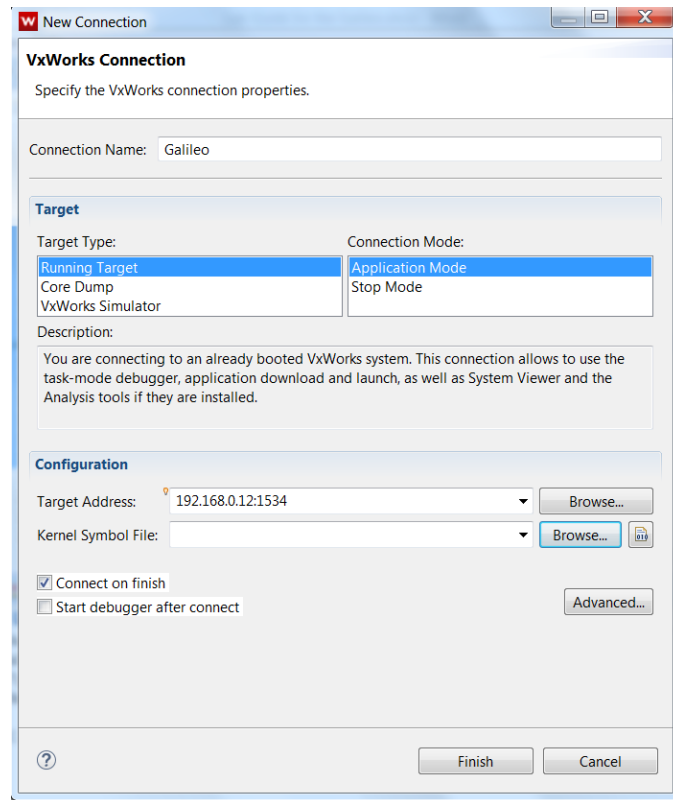 W New Connection
VxWorks Connection
Specify the VxWorks connection properties.
Connection Name: Galileo
Target
Target Type: Connection Mode:
Running Target Application Mode
Core Dump Stop Mode
VxWorks Simulator
Description:
You are connecting to an already booted VxWorks system. This connection allows to use the
task-mode debugger, application download and launch, as well as System Viewer and the
Analysis tools if they are installed.
Configuration
Target Address: 192.168.0.12:1534 Browse...
Kernel Symbol File: Browse... 010
Connect on finish
Start debugger after connect Advanced...
? Finish Cancel